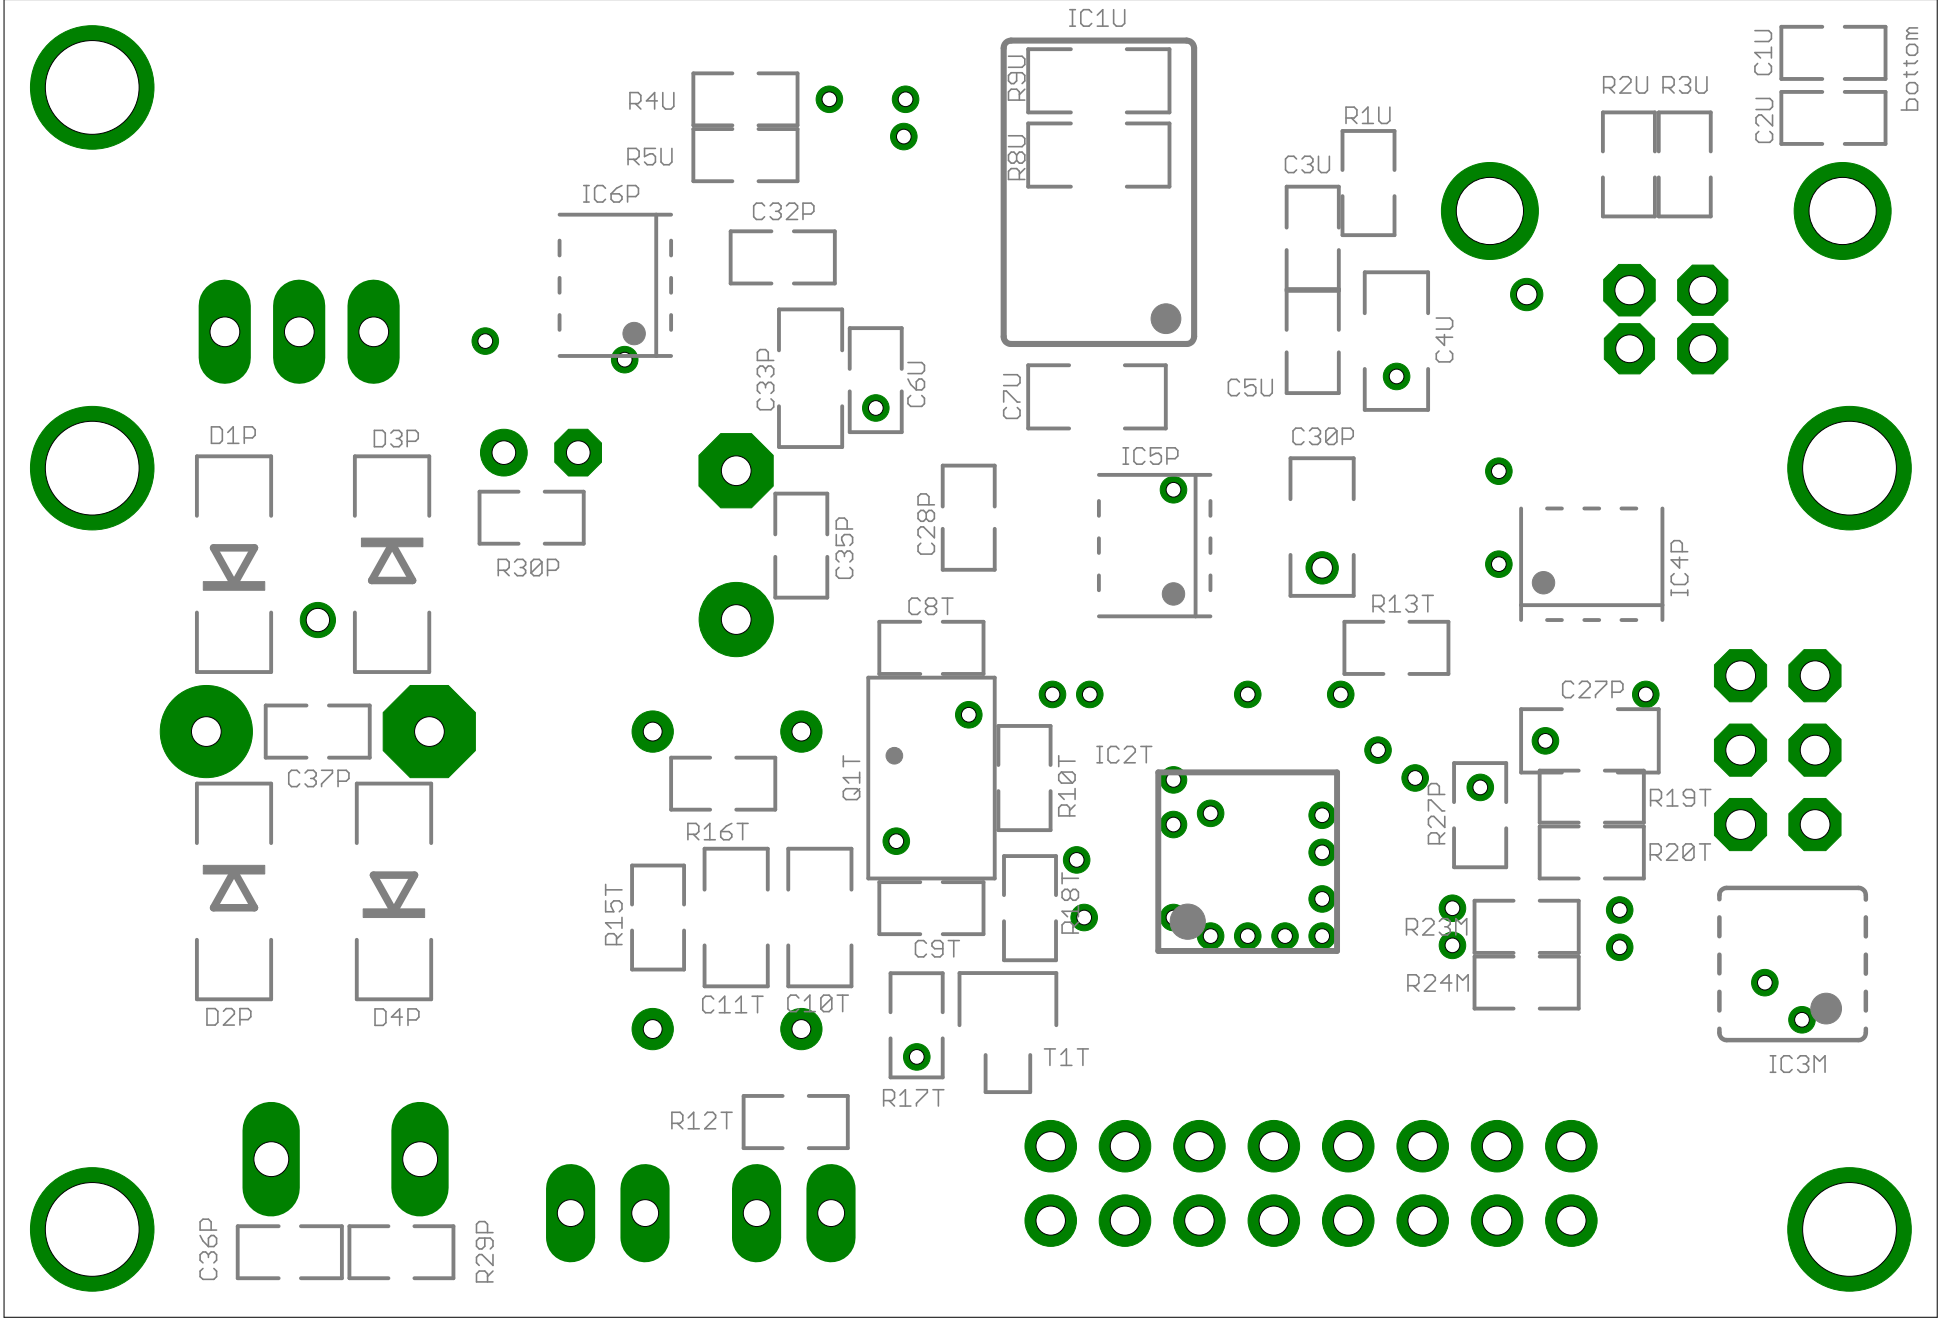 IC1U
C1U
bottom
R9U
R2U
R3U
R4U
C2U
R1U
R5U
R8U
C3U
IC6P
C32P
C4U
C33P
C6U
C7U
C5U
D1P
D3P
C30P
IC5P
C28P
C35P
R30P
IC4P
C8T
R13T
C27P
IC2T
C37P
Q1T
R10T
R19T
R27P
R16T
R20T
R15T
R18T
R23M
C9T
R24M
C11T
C10T
D2P
D4P
T1T
IC3M
R17T
R12T
C36P
R29P